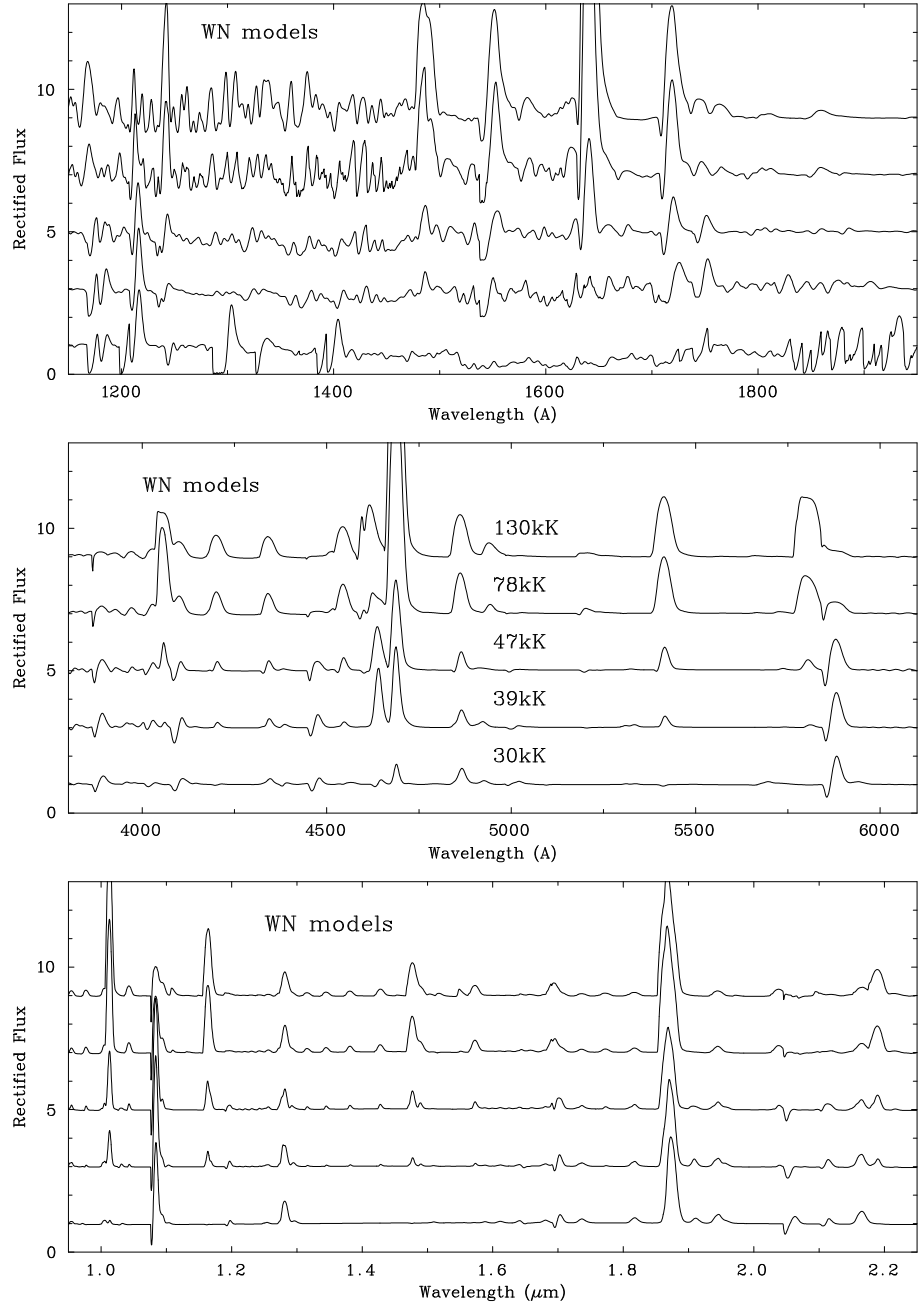 WN models
Rectified Flux
10
5
0
1200
1400
1600
1800
Wavelength (A)
WN models
130kK
78kK
47kK
39kK
30kK
Rectified Flux
10
5
0
4000
4500
5000
5500
6000
Wavelength (A)
WN models
Rectified Flux
10
5
0
1.0
1.2
1.4
1.6
1.8
2.0
2.2
Wavelength (μm)